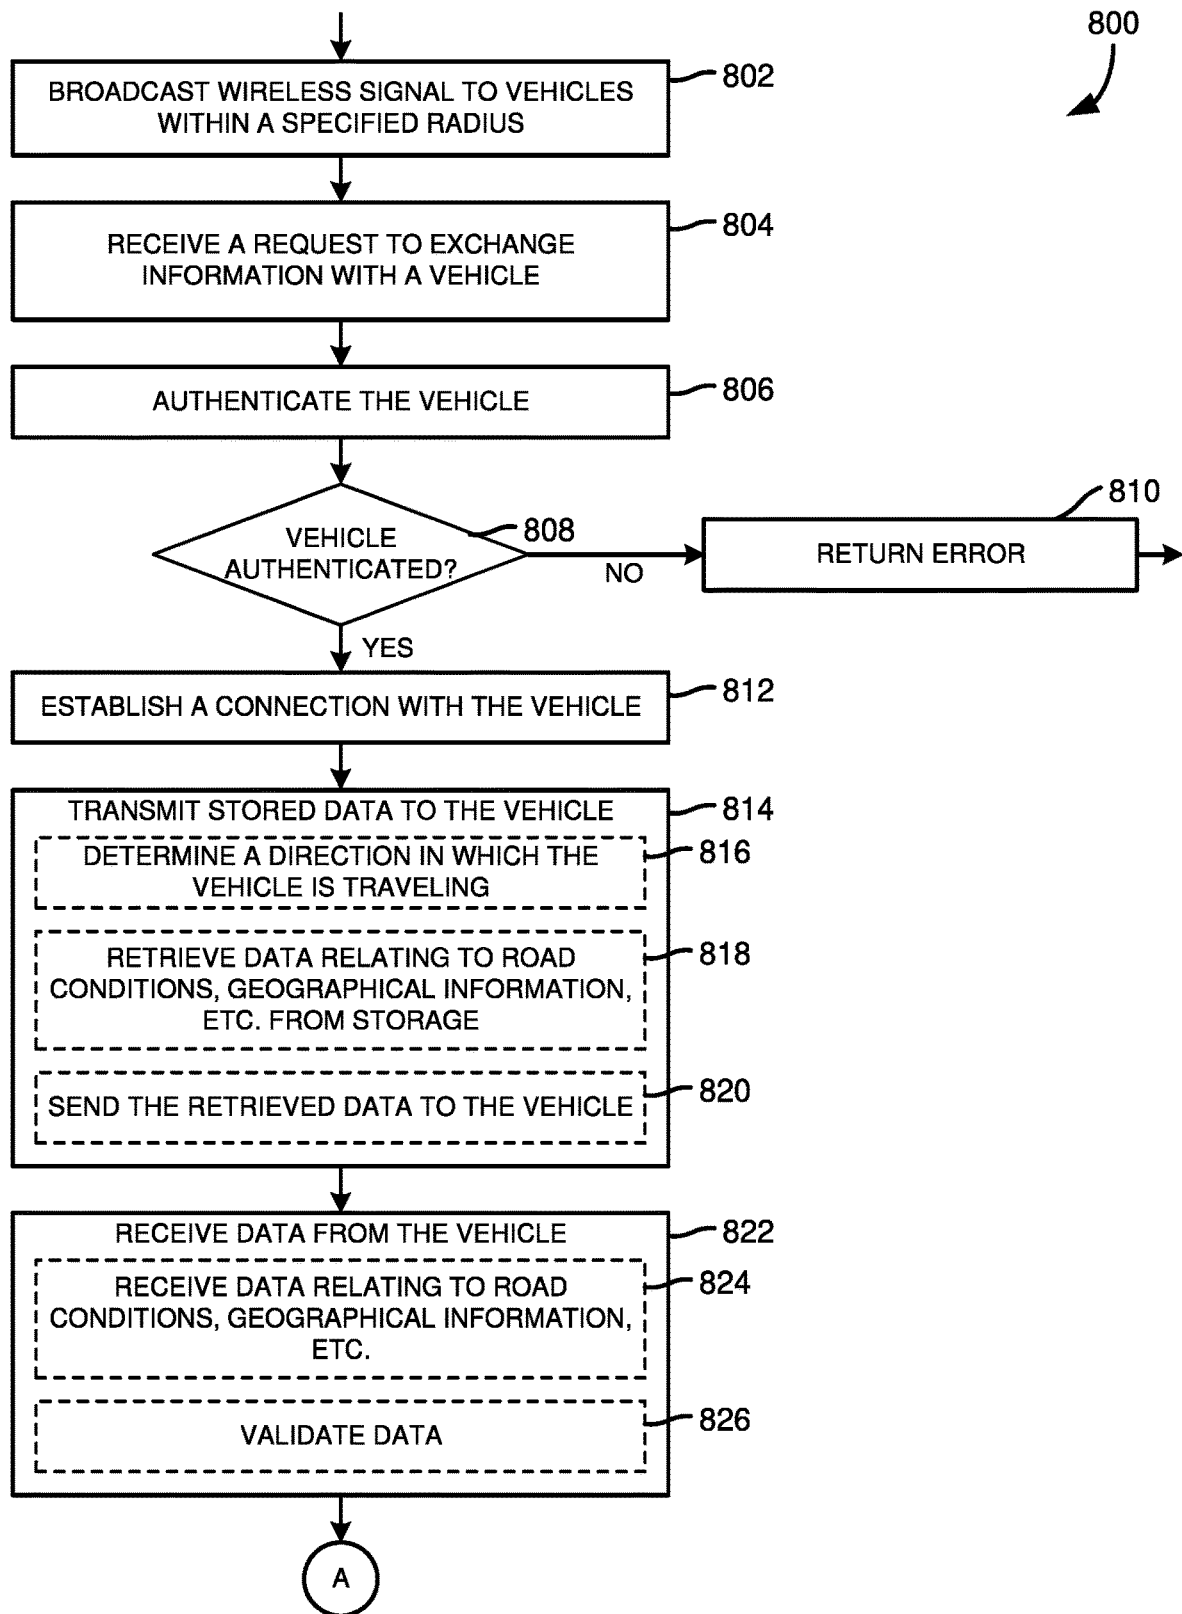 800
BROADCAST WIRELESS SIGNAL TO VEHICLES
WITHIN A SPECIFIED RADIUS
802
RECEIVE A REQUEST TO EXCHANGE
INFORMATION WITH A VEHICLE
804
AUTHENTICATE THE VEHICLE
806
VEHICLE
AUTHENTICATED?
808
NO
RETURN ERROR
810
YES
ESTABLISH A CONNECTION WITH THE VEHICLE
812
TRANSMIT STORED DATA TO THE VEHICLE
814
DETERMINE A DIRECTION IN WHICH THE
VEHICLE IS TRAVELING
816
RETRIEVE DATA RELATING TO ROAD
CONDITIONS, GEOGRAPHICAL INFORMATION,
ETC. FROM STORAGE
818
SEND THE RETRIEVED DATA TO THE VEHICLE
820
RECEIVE DATA FROM THE VEHICLE
822
RECEIVE DATA RELATING TO ROAD
CONDITIONS, GEOGRAPHICAL INFORMATION,
ETC.
824
VALIDATE DATA
826
A